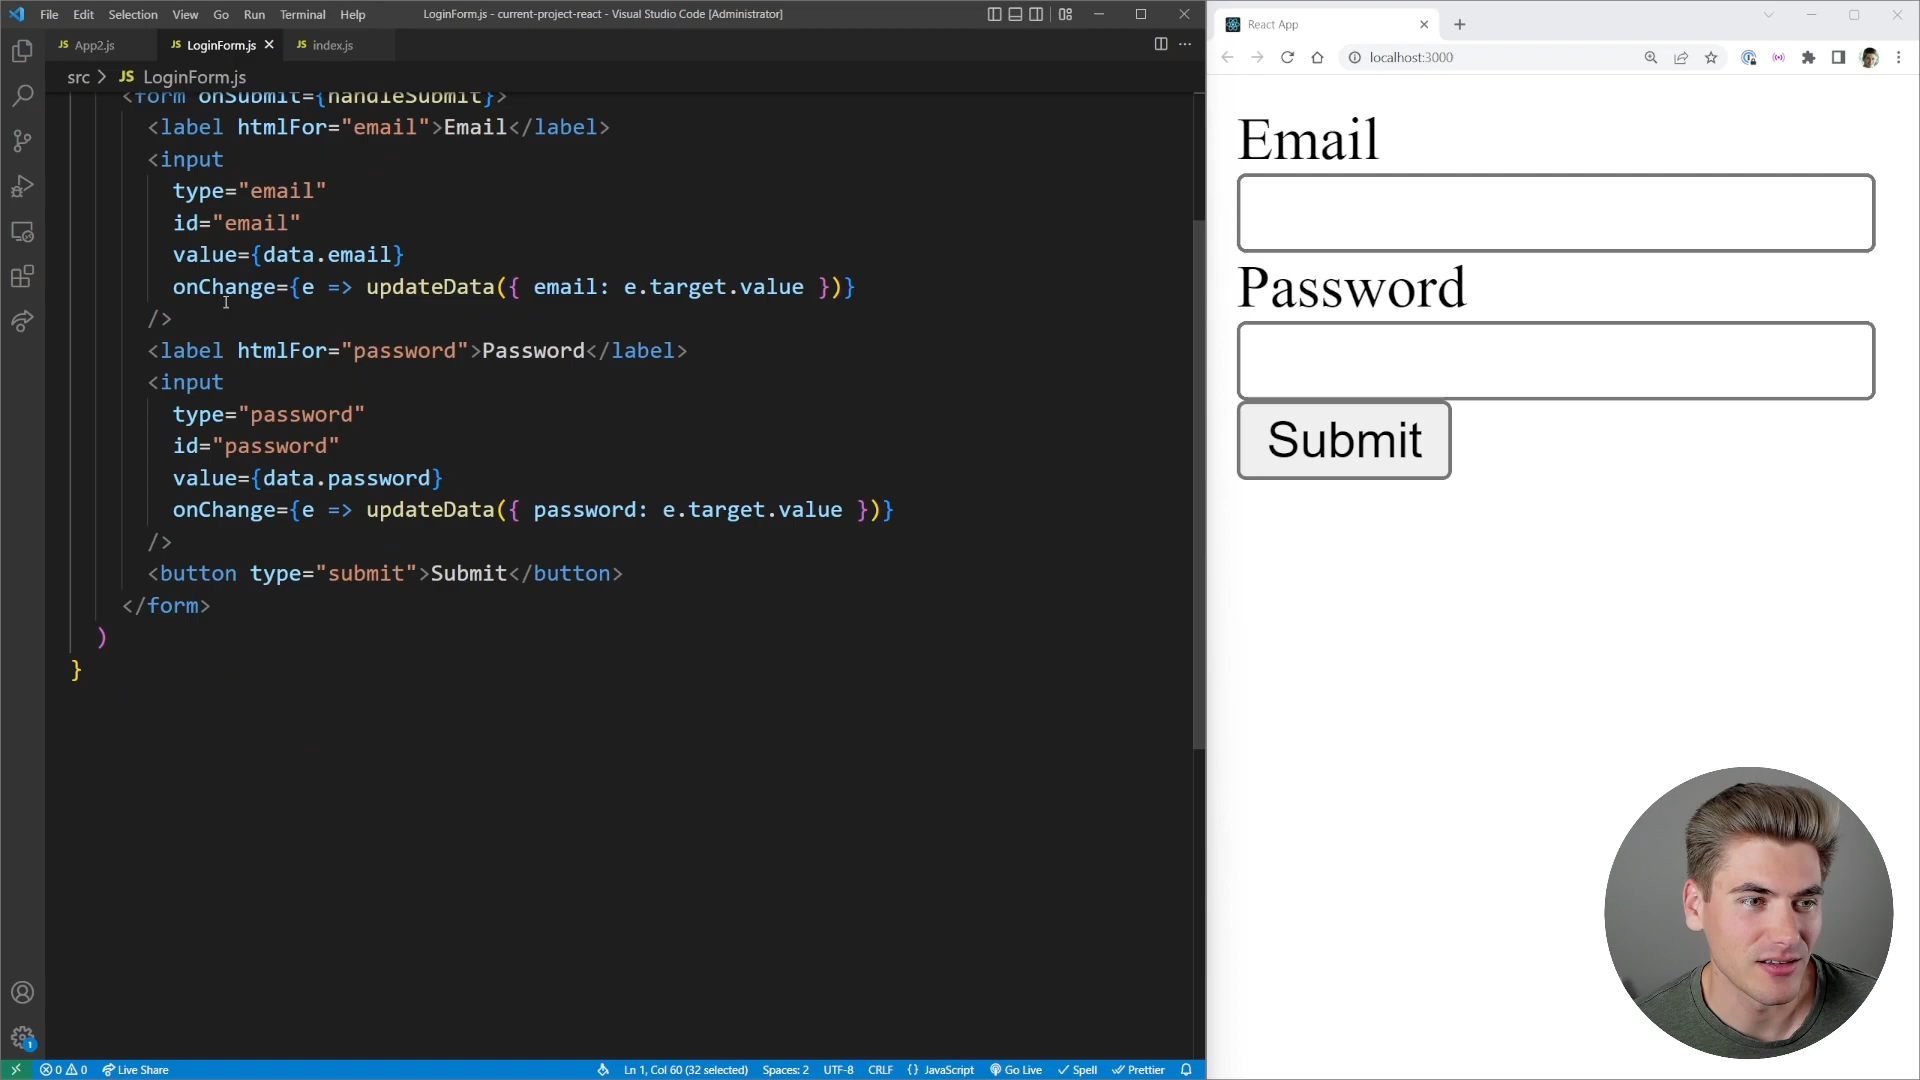 File Edit Selection View Go Run Terminal Help
LoginForm.js - current-project-react - Visual Studio Code [Administrator]
JS App2.js
JS LoginForm.js
JS index.js
src > JS LoginForm.js
<form onSubmit={handleSubmit}>
<label htmlFor="email">Email</label>
<input
type="email"
id="email"
value={data.email}
onChange={e => updateData({ email: e.target.value })}
/>
<label htmlFor="password">Password</label>
<input
type="password"
id="password"
value={data.password}
onChange={e => updateData({ password: e.target.value })}
/>
<button type="submit">Submit</button>
</form>
)
}
1
0 0 Live Share
Ln 1, Col 60 (32 selected) Spaces: 2 UTF-8 CRLF {} JavaScript Go Live Spell Prettier
React App
localhost:3000
Email
Password
Submit